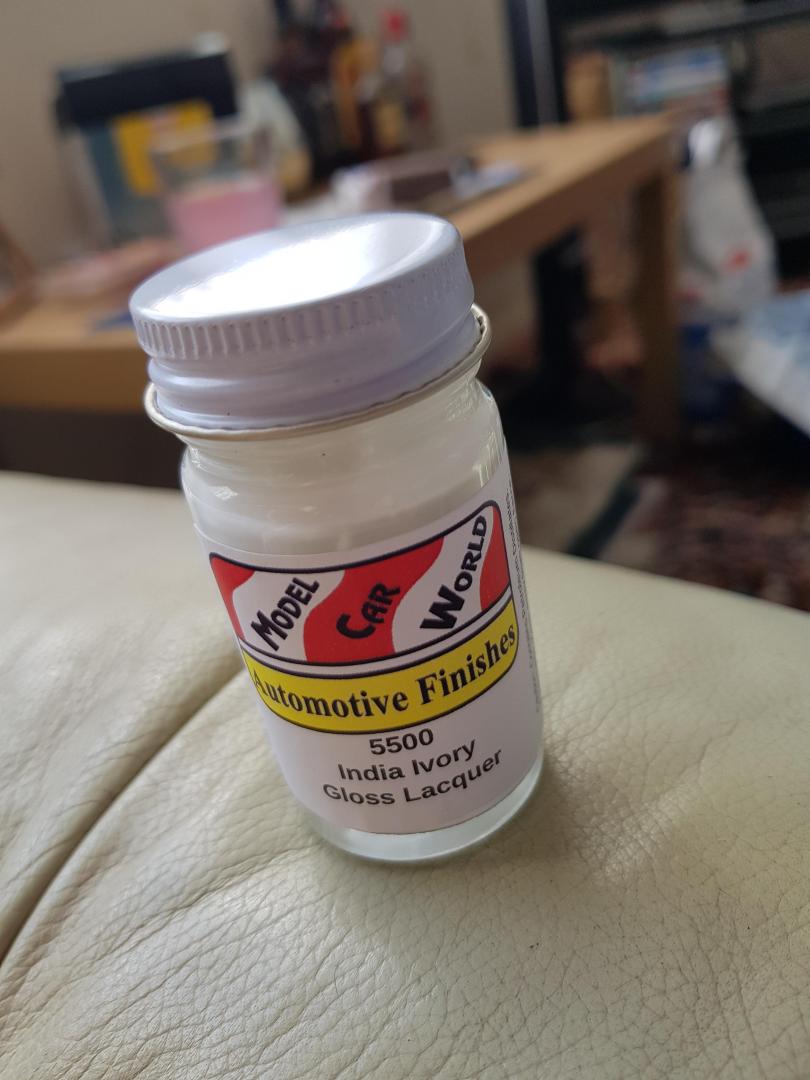 Model Car World
Automotive Finishes
5500
India Ivory
Gloss Lacquer